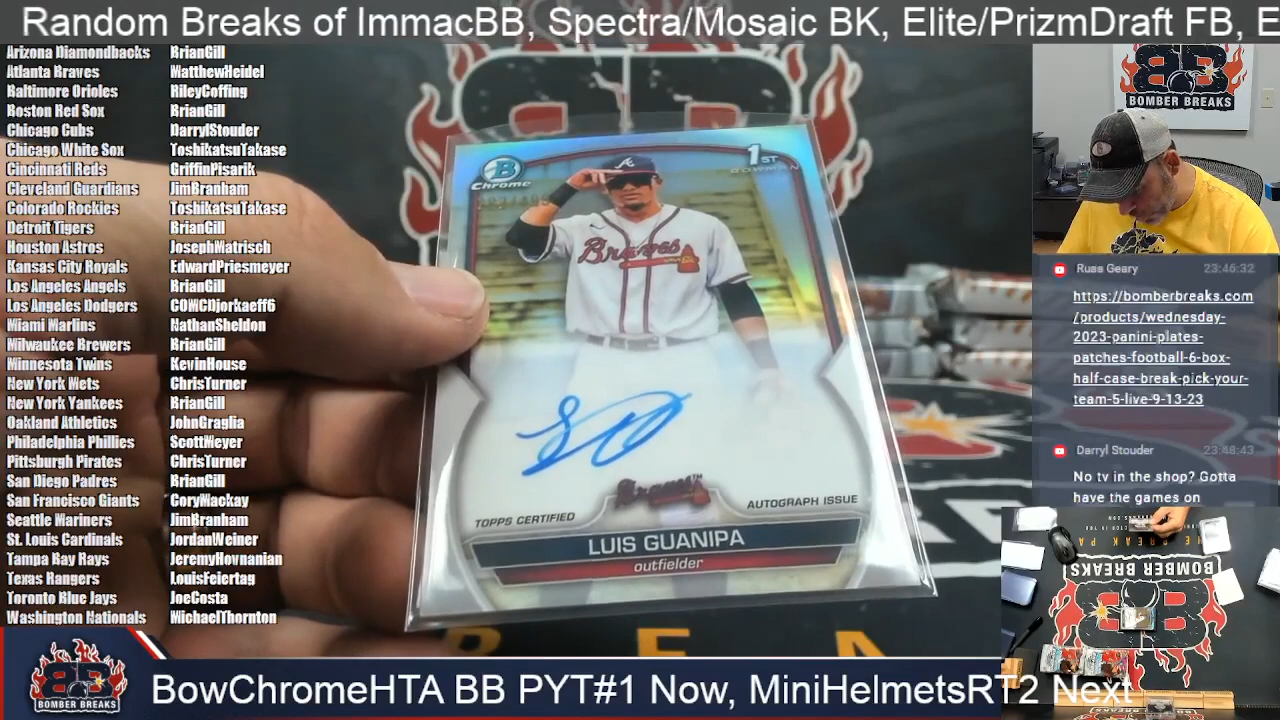 Random Breaks of ImmacBB, Spectra/Mosaic BK, Elite/PrizmDraft FB, E
Arizona Diamondbacks BrianGill
Atlanta Braves MatthewHeidel
Baltimore Orioles RileyCoffing
Boston Red Sox BrianGill
Chicago Cubs DarrylStouder
Chicago White Sox ToshikatsuTakase
Cincinnati Reds GriffinPisarik
Cleveland Guardians JimBranham
Colorado Rockies ToshikatsuTakase
Detroit Tigers BrianGill
Houston Astros JosephMatrisch
Kansas City Royals EdwardPriesmeyer
Los Angeles Angels BrianGill
Los Angeles Dodgers COMCDjorkaeff6
Miami Marlins NathanSheldon
Milwaukee Brewers BrianGill
Minnesota Twins KevinHouse
New York Mets ChrisTurner
New York Yankees BrianGill
Oakland Athletics JohnGraglia
Philadelphia Phillies ScottMeyer
Pittsburgh Pirates ChrisTurner
San Diego Padres BrianGill
San Francisco Giants CoryMackay
Seattle Mariners JimBranham
St. Louis Cardinals JordanWeiner
Tampa Bay Rays JeremyHovnanian
Texas Rangers LouisFeiertag
Toronto Blue Jays JoeCosta
Washington Nationals MichaelThornton
B
Chrome
1ST
BOWMAN
Braves
Braves
TOPPS CERTIFIED
AUTOGRAPH ISSUE
LUIS GUANIPA
outfielder
BOMBER BREAKS
Russ Geary 23:46:32
https://bomberbreaks.com
/products/wednesday-
2023-panini-plates-
patches-football-6-box-
half-case-break-pick-your-
team-5-live-9-13-23
Darryl Stouder 23:48:43
No tv in the shop? Gotta
have the games on
BOMBER BREAKS
BOMBER BREAKS
BowChromeHTA BB PYT#1 Now, MiniHelmetsRT2 Next